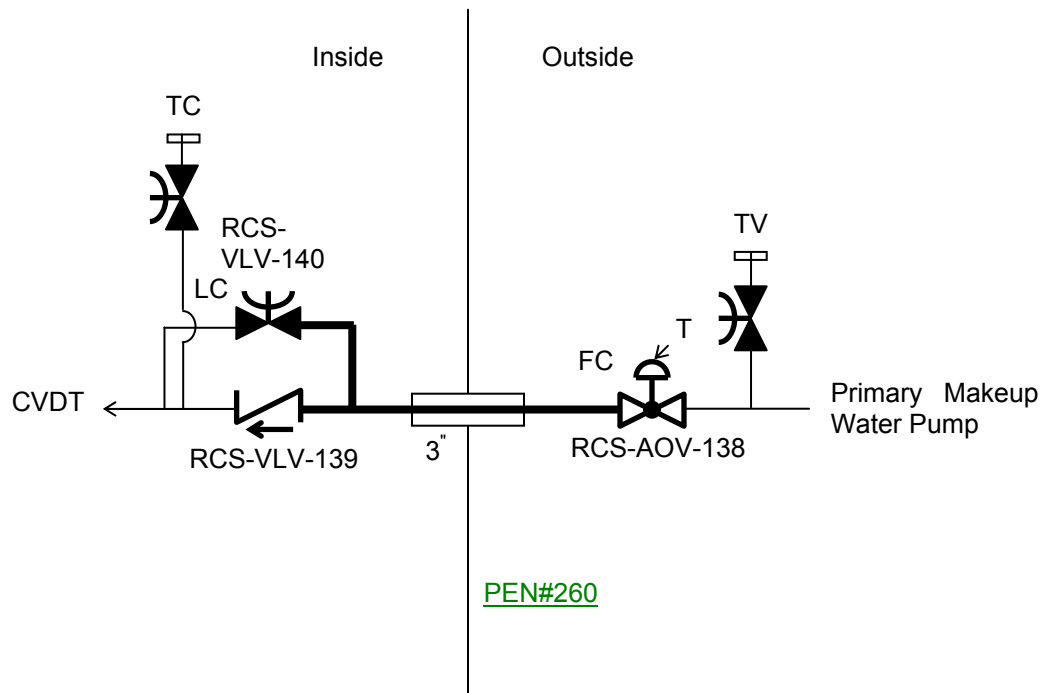 Inside
Outside
TC
RCS-
VLV-140
LC
TV
T
FC
CVDT
Primary Makeup
Water Pump
RCS-VLV-139
3"
RCS-AOV-138
PEN#260